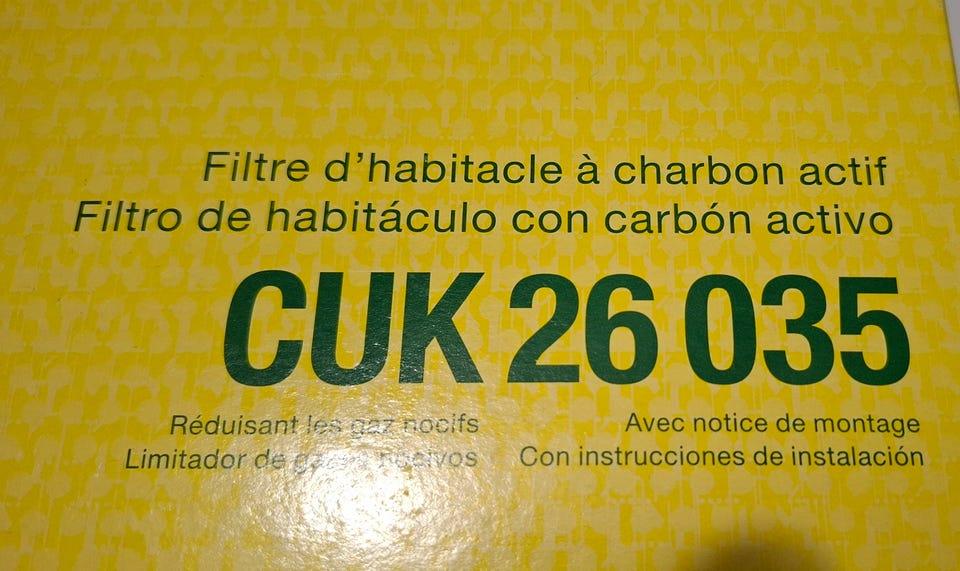 Filtre d'habitacle à charbon actif
Filtro de habitáculo con carbón activo
CUK 26 035
Réduisant les gaz nocifs
Limitador de gases nocivos
Avec notice de montage
Con instrucciones de instalación